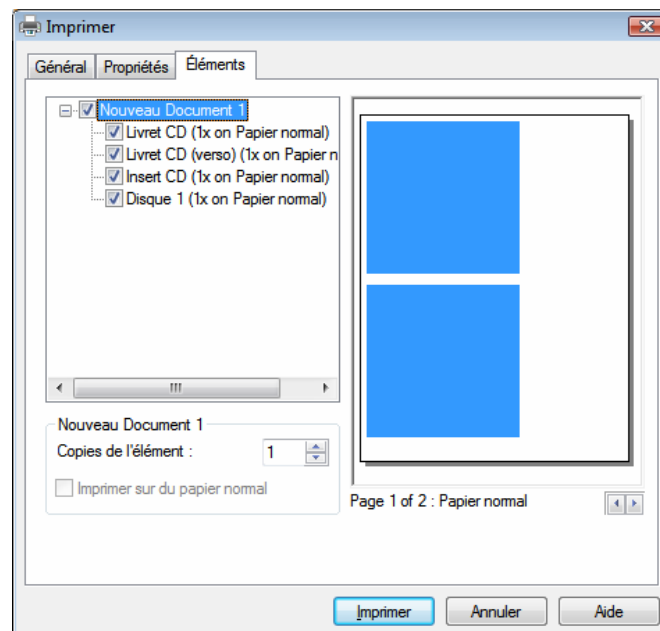 Imprimer
Général Propriétés Éléments
Nouveau Document 1
Livret CD (1x on Papier normal)
Livret CD (verso) (1x on Papier n
Insert CD (1x on Papier normal)
Disque 1 (1x on Papier normal)
Nouveau Document 1
Copies de l'élément : 1
Imprimer sur du papier normal
Page 1 of 2 : Papier normal
Imprimer Annuler Aide